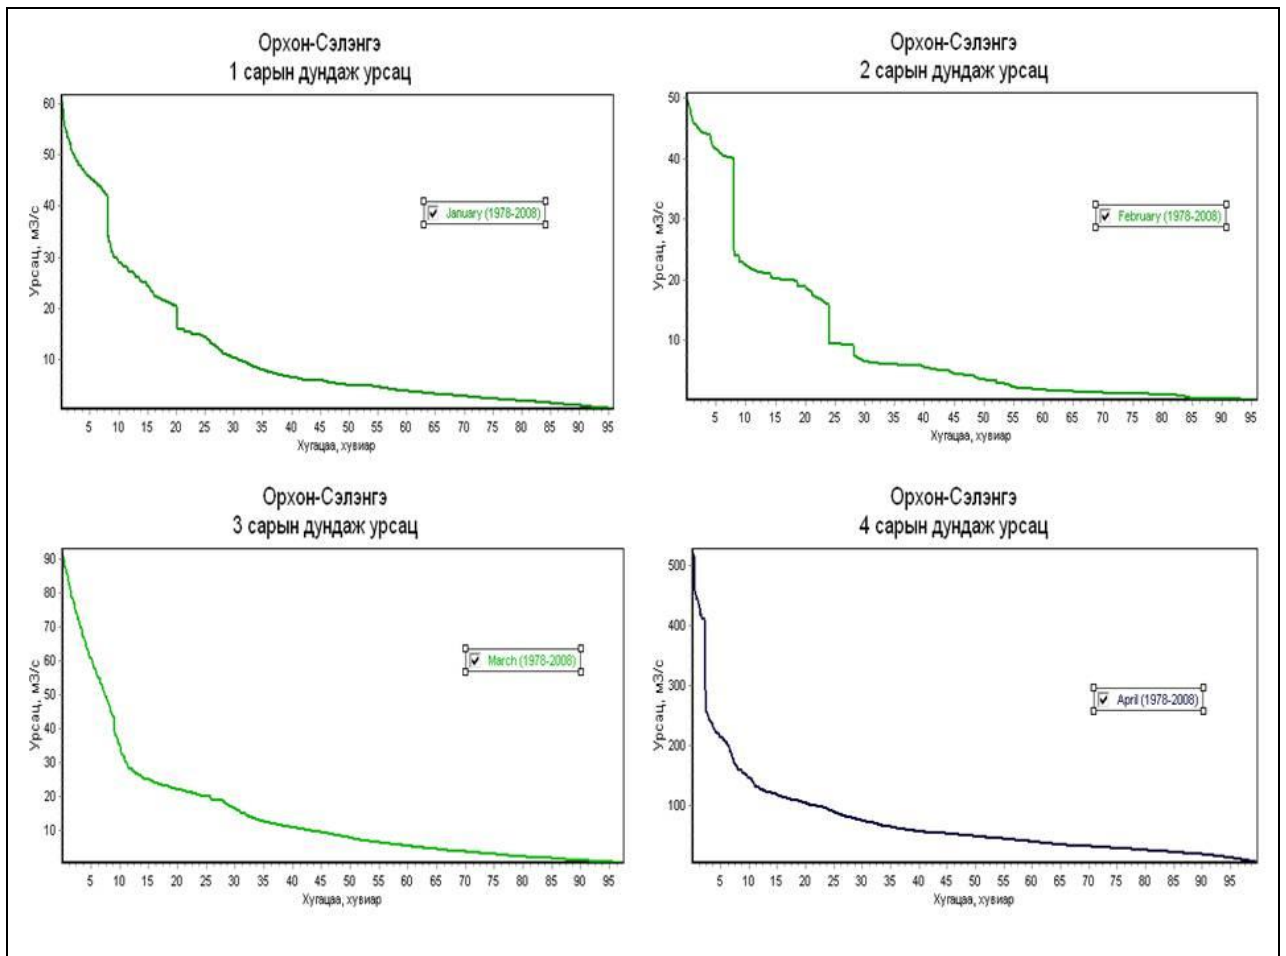 Орхон-Сэлэнгэ
1 сарын дундаж урсац
Урсац, м3/с
60
50
40
30
20
10
January (1978-2008)
5 10 15 20 25 30 35 40 45 50 55 60 65 70 75 80 85 90 95
Хугацаа, хувиар
Орхон-Сэлэнгэ
2 сарын дундаж урсац
Урсац, м3/с
50
40
30
20
10
February (1978-2008)
5 10 15 20 25 30 35 40 45 50 55 60 65 70 75 80 85 90 95
Хугацаа, хувиар
Орхон-Сэлэнгэ
3 сарын дундаж урсац
Урсац, м3/с
90
80
70
60
50
40
30
20
10
March (1978-2008)
5 10 15 20 25 30 35 40 45 50 55 60 65 70 75 80 85 90 95
Хугацаа, хувиар
Орхон-Сэлэнгэ
4 сарын дундаж урсац
Урсац, м3/с
500
400
300
200
100
April (1978-2008)
5 10 15 20 25 30 35 40 45 50 55 60 65 70 75 80 85 90 95
Хугацаа, хувиар